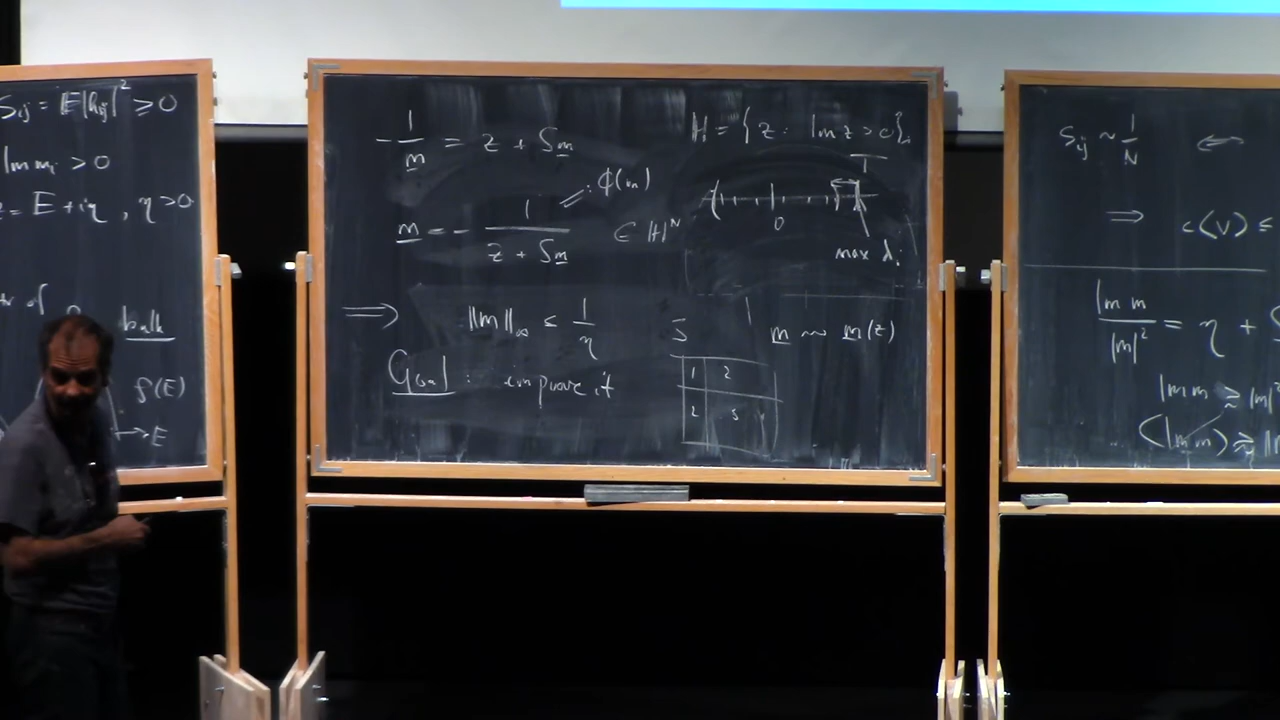 S_ij = E|h_ij|² ≥ 0
Im m_i > 0
z = E + iη, η > 0
bulk
ρ(E)
→ E
-1/m = z + Sm
m = - 1/(z + Sm)
φ(m)
∈ H^N
⟹ ‖m‖_∞ ≤ 1/η
Goal: improve it
H = {z: Im z > 0}
0
max λ_i
S
m ~ m(z)
1 2
2 3
S_ij ~ 1/N ⟸
⟹ c⟨v⟩ ≤
Im m/|m|² = η +
Im m ≳ |m|²
⟨Im m⟩ ≳